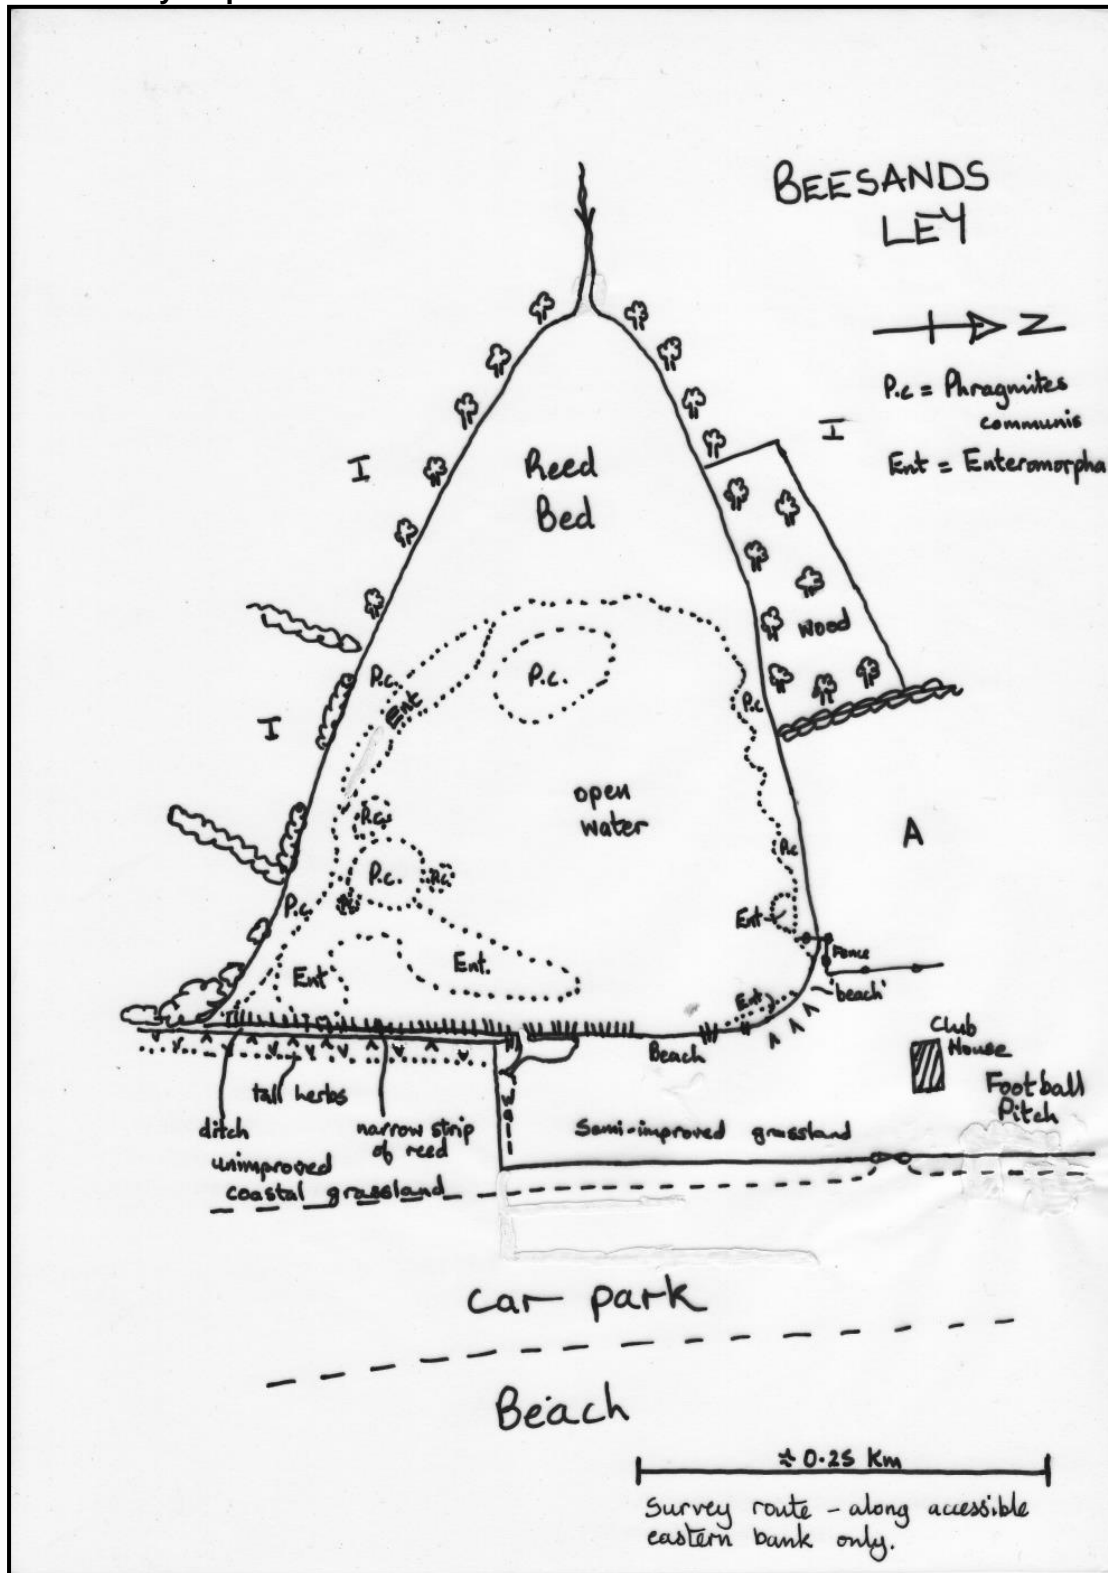 BEESANDS
LEY
Z
P.c = Phragmites
communis
Ent = Enteromorpha
I
I
Reed
Bed
wood
P.c.
P.c.
Ent
P.c
I
open
water
P.c.
A
P.c.
P.c.
P.c
P.c.
P.c.
Ent
Ent.
Ent
Fence
beach
Ent
Beach
Club
House
Football
Pitch
tall herbs
wall
ditch
narrow strip
of reed
Semi-improved grassland
unimproved
coastal grassland
Car park
Beach
≑ 0.25 Km
Survey route - along accessible
eastern bank only.